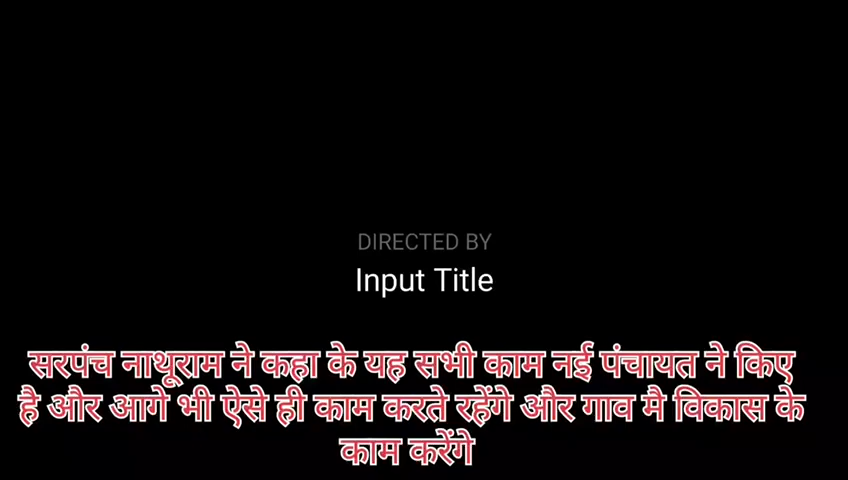 DIRECTED BY
Input Title
सरपंच नाथूराम ने कहा के यह सभी काम नई पंचायत ने किए
है और आगे भी ऐसे ही काम करते रहेंगे और गाव मै विकास के
काम करेंगे